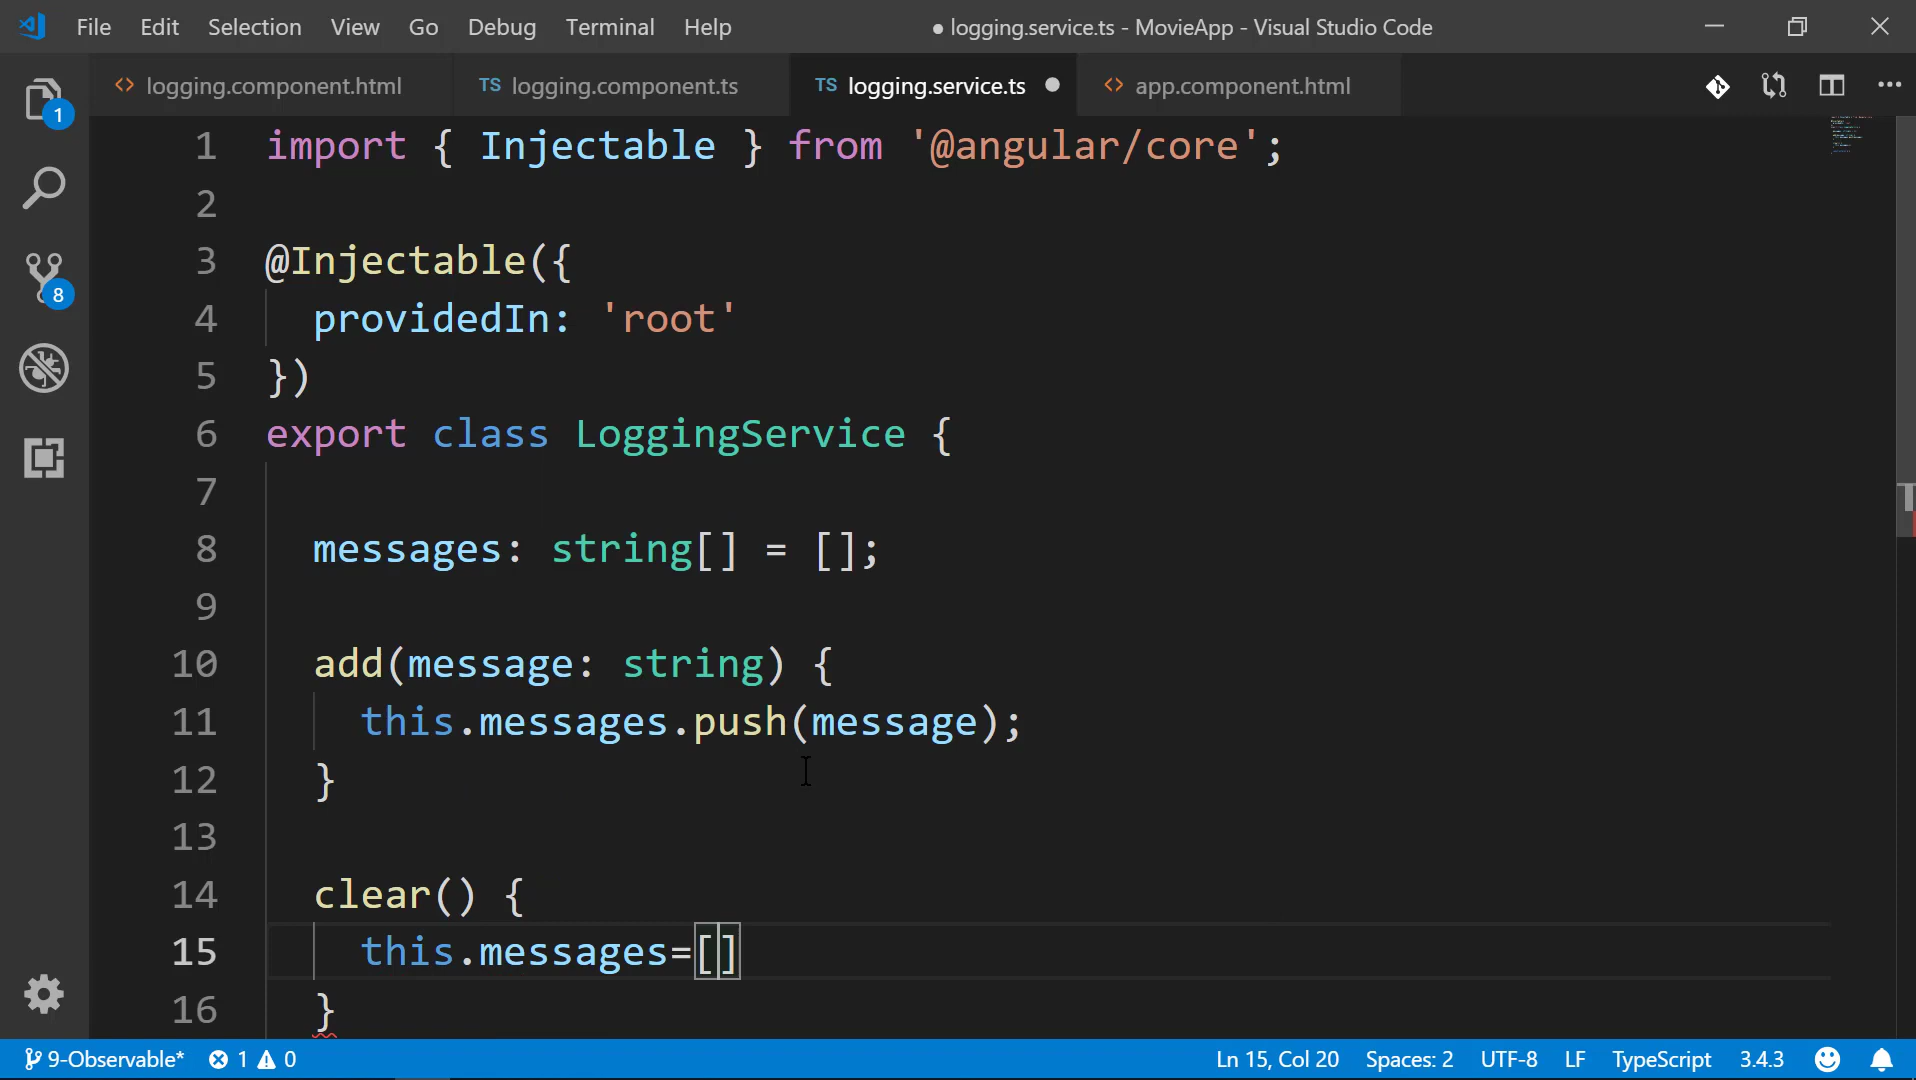 File Edit Selection View Go Debug Terminal Help
● logging.service.ts - MovieApp - Visual Studio Code
<> logging.component.html
TS logging.component.ts
TS logging.service.ts ●
<> app.component.html
1
8
1 import { Injectable } from '@angular/core';
2
3 @Injectable({
4 providedIn: 'root'
5 })
6 export class LoggingService {
7
8 messages: string[] = [];
9
10 add(message: string) {
11 this.messages.push(message);
12 }
13
14 clear() {
15 this.messages=[]
16 }
9-Observable* 1 0
Ln 15, Col 20 Spaces: 2 UTF-8 LF TypeScript 3.4.3